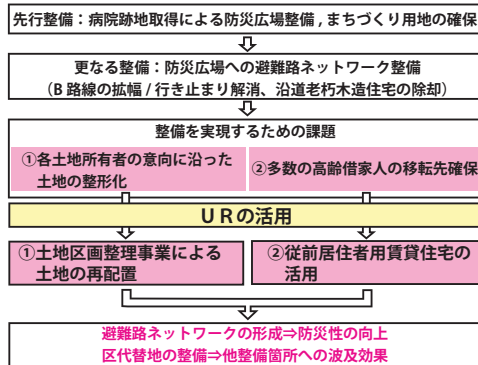 先行整備：病院跡地取得による防災広場整備，まちづくり用地の確保
更なる整備：防災広場への避難路ネットワーク整備
（B 路線の拡幅 / 行き止まり解消、沿道老朽木造住宅の除却）
整備を実現するための課題
①各土地所有者の意向に沿った
土地の整形化
②多数の高齢借家人の移転先確保
U R の活用
①土地区画整理事業による
土地の再配置
②従前居住者用賃貸住宅の
活用
避難路ネットワークの形成⇒防災性の向上
区代替地の整備⇒他整備箇所への波及効果